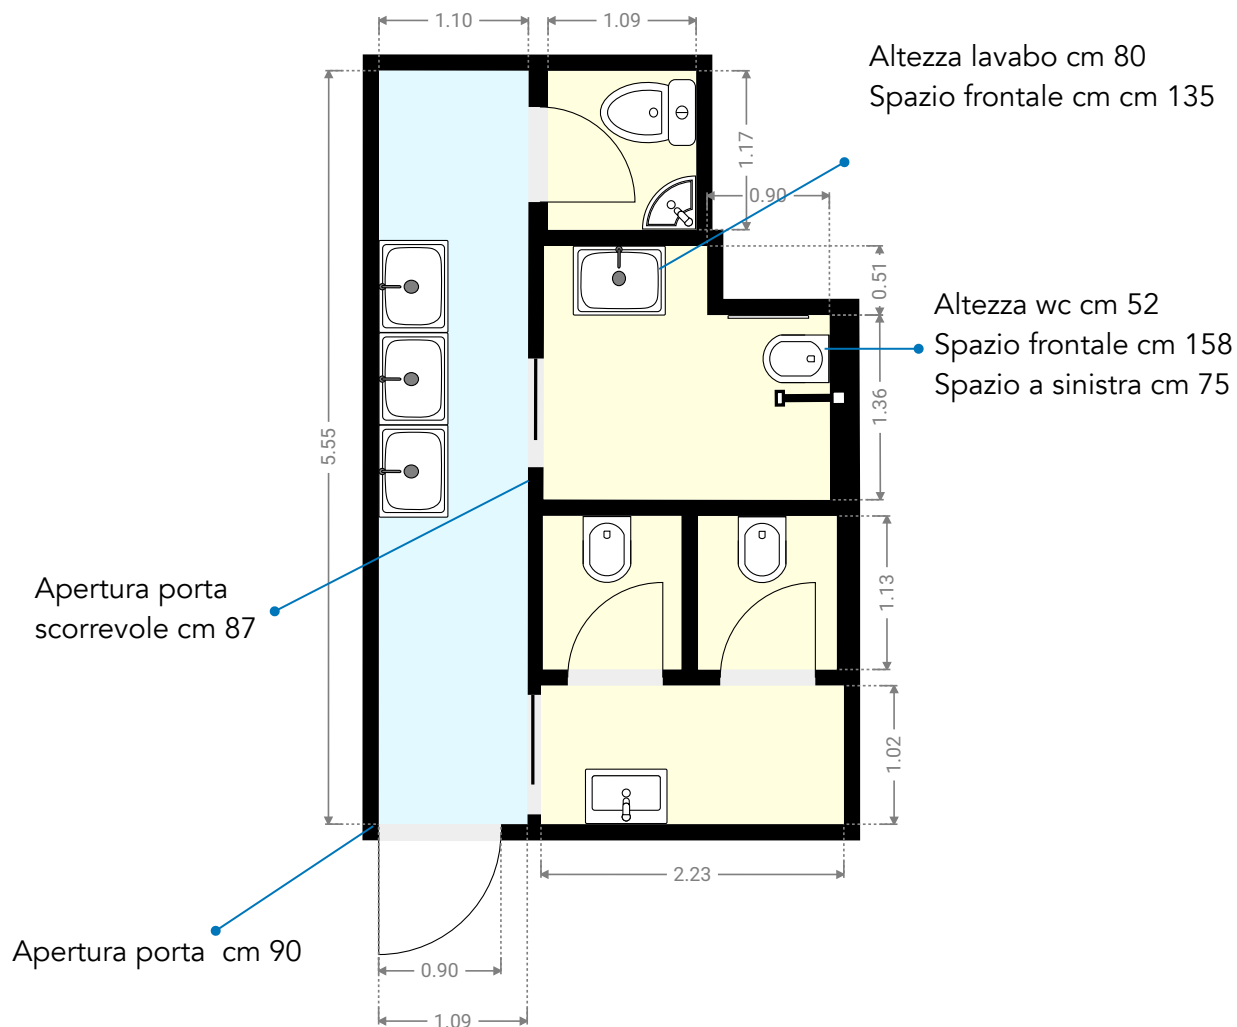 1.10
1.09
Altezza lavabo cm 80
Spazio frontale cm cm 135
1.17
0.90
0.51
Altezza wc cm 52
Spazio frontale cm 158
Spazio a sinistra cm 75
1.36
5.55
Apertura porta
scorrevole cm 87
1.13
1.02
2.23
Apertura porta  cm 90
0.90
1.09